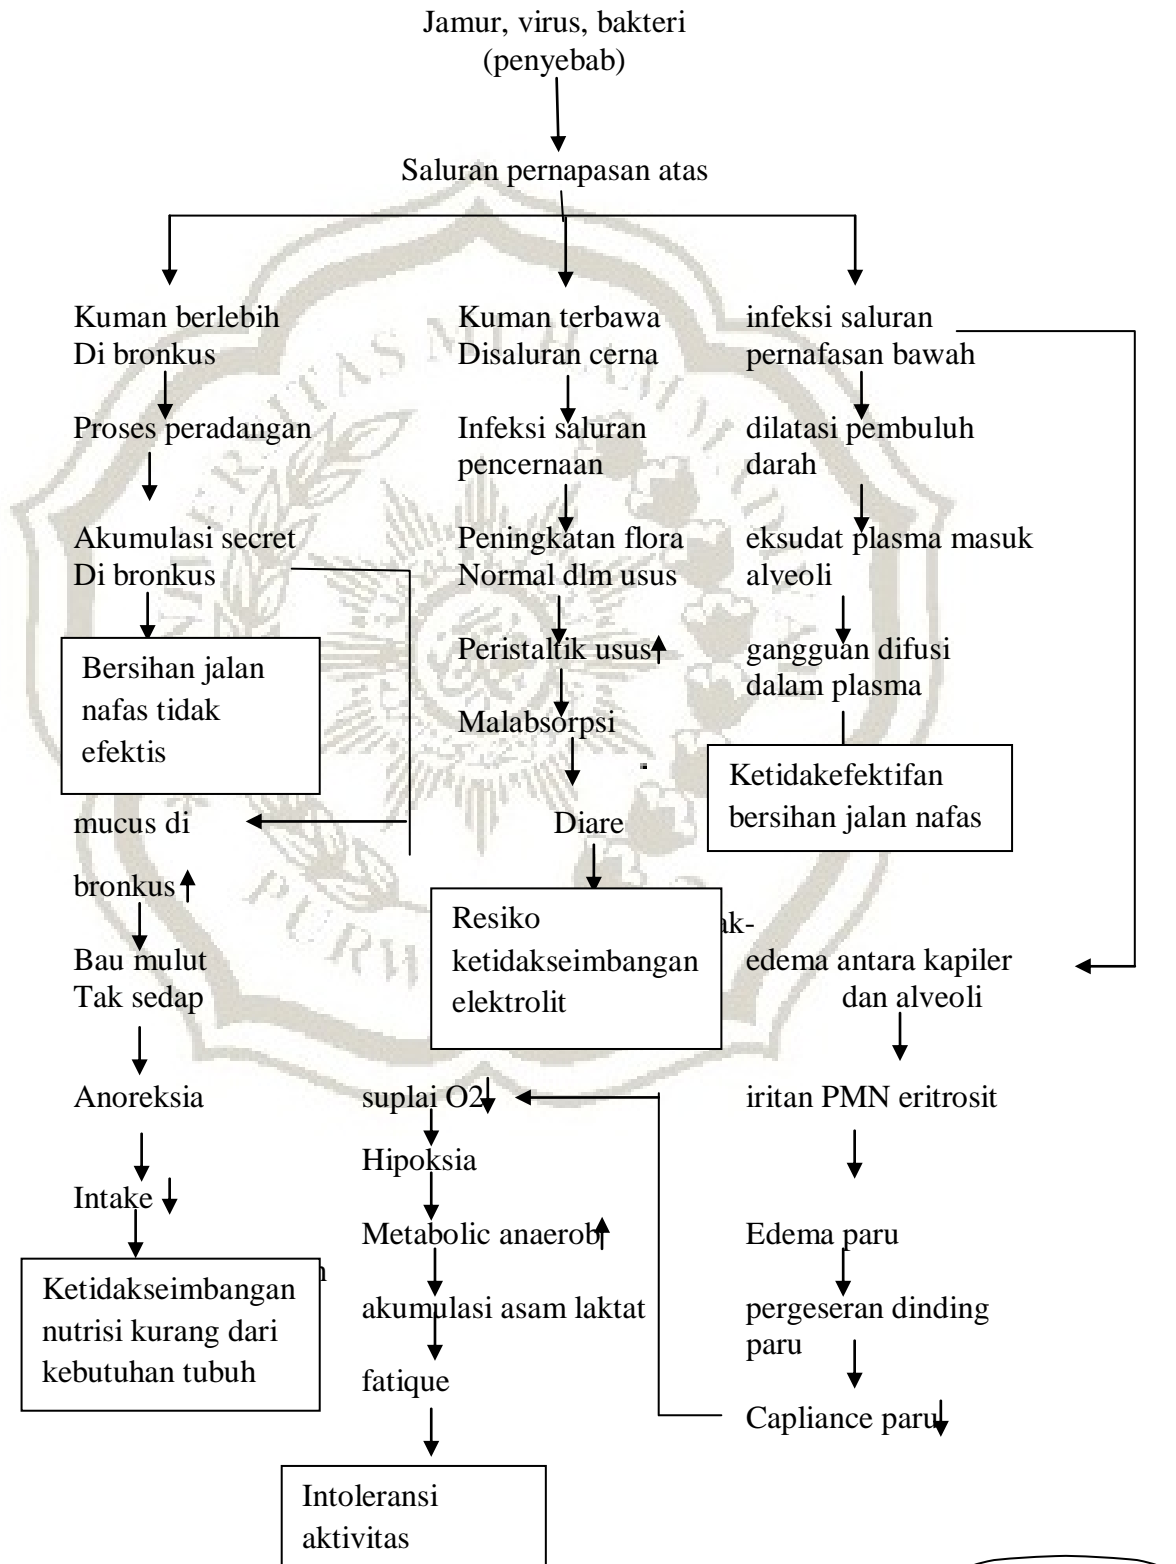 Jamur, virus, bakteri
(penyebab)
Saluran pernapasan atas
Kuman berlebih
Di bronkus
Proses peradangan
Akumulasi secret
Di bronkus
Bersihan jalan
nafas tidak
efektis
mucus di
bronkus
Bau mulut
Tak sedap
Anoreksia
Intake
Ketidakseimbangan
nutrisi kurang dari
kebutuhan tubuh
Kuman terbawa
Disaluran cerna
Infeksi saluran
pencernaan
Peningkatan flora
Normal dlm usus
Peristaltik usus
Malabsorpsi
Diare
Resiko
ketidakseimbangan
elektrolit
infeksi saluran
pernafasan bawah
dilatasi pembuluh
darah
eksudat plasma masuk
alveoli
gangguan difusi
dalam plasma
Ketidakefektifan
bersihan jalan nafas
edema antara kapiler
dan alveoli
iritan PMN eritrosit
Edema paru
pergeseran dinding
paru
Capliance paru
suplai O2
Hipoksia
Metabolic anaerob
akumulasi asam laktat
fatique
Intoleransi
aktivitas